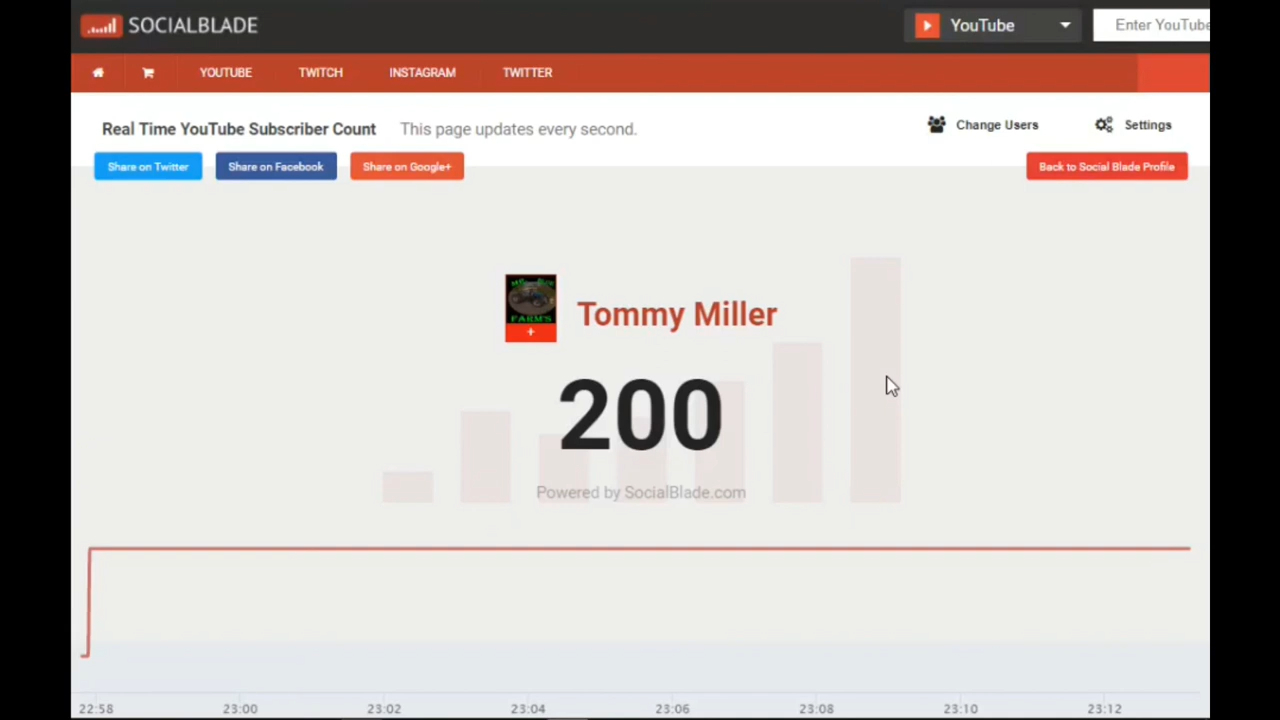 SOCIALBLADE
YouTube
Enter YouTube
YOUTUBE
TWITCH
INSTAGRAM
TWITTER
Real Time YouTube Subscriber Count
This page updates every second.
Change Users
Settings
Share on Twitter
Share on Facebook
Share on Google+
Back to Social Blade Profile
FARM'S
+
Tommy Miller
200
Powered by SocialBlade.com
22:58
23:00
23:02
23:04
23:06
23:08
23:10
23:12